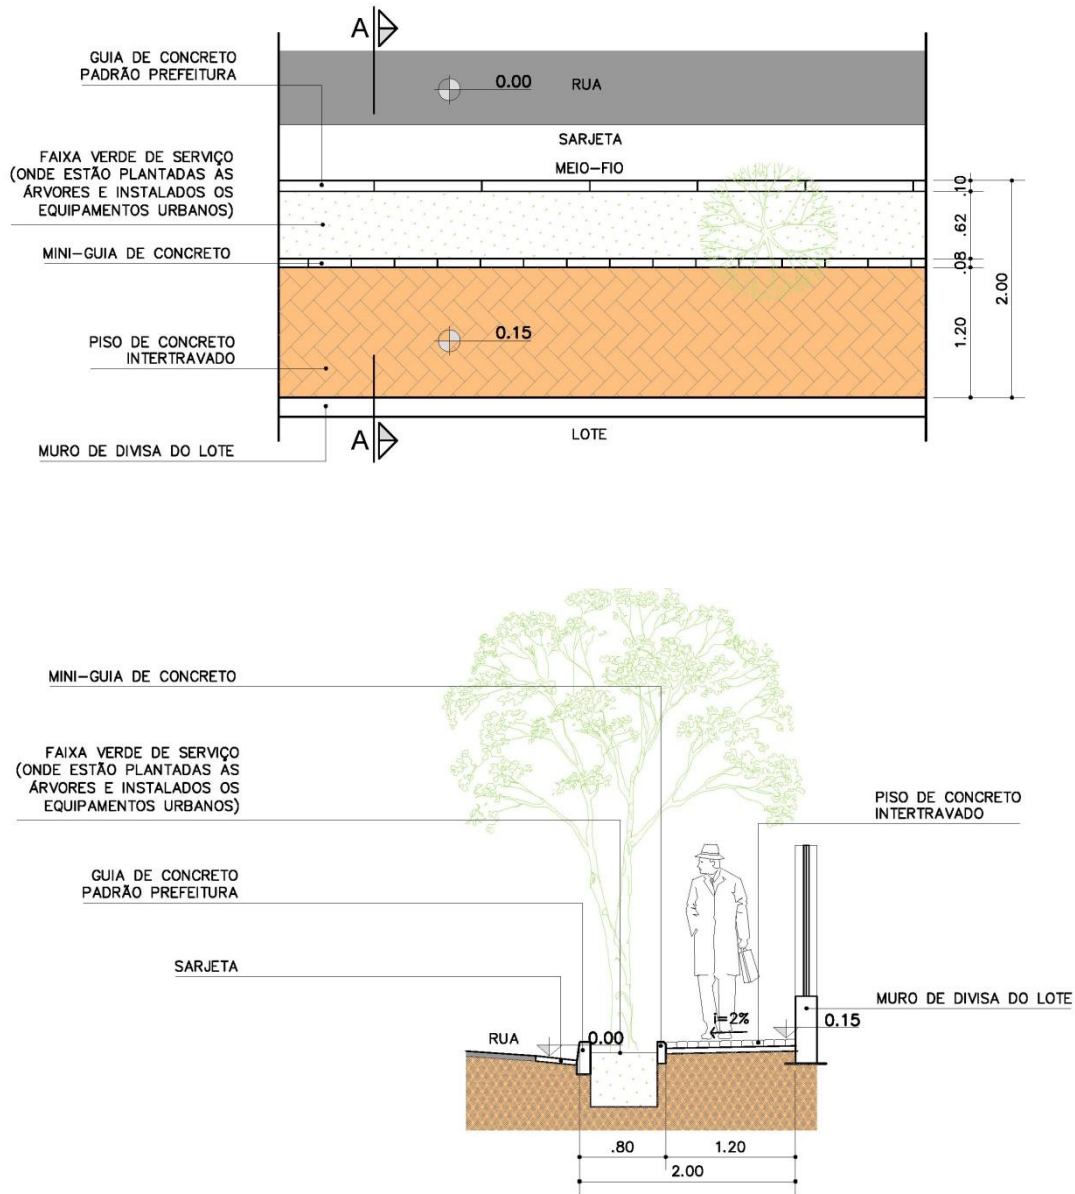 A
GUIA DE CONCRETO
PADRÃO PREFEITURA
0.00
RUA
SARJETA
MEIO-FIO
FAIXA VERDE DE SERVIÇO
(ONDE ESTÃO PLANTADAS AS
ÁRVORES E INSTALADOS OS
EQUIPAMENTOS URBANOS)
.10
.62
MINI-GUIA DE CONCRETO
.08
2.00
0.15
1.20
PISO DE CONCRETO
INTERTRAVADO
A
LOTE
MURO DE DIVISA DO LOTE
MINI-GUIA DE CONCRETO
FAIXA VERDE DE SERVIÇO
(ONDE ESTÃO PLANTADAS AS
ÁRVORES E INSTALADOS OS
EQUIPAMENTOS URBANOS)
PISO DE CONCRETO
INTERTRAVADO
GUIA DE CONCRETO
PADRÃO PREFEITURA
SARJETA
MURO DE DIVISA DO LOTE
i=2%
0.15
RUA
0.00
.80
1.20
2.00